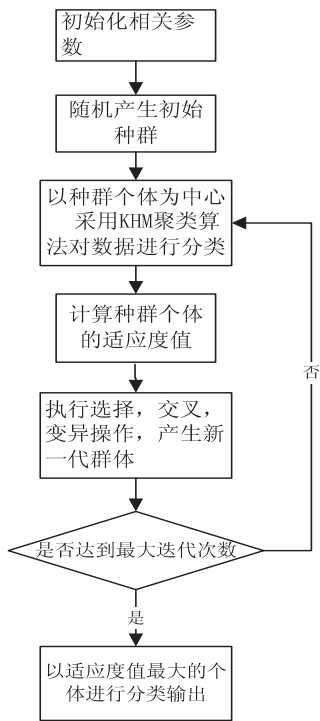 初始化相关参
数
随机产生初始
种群
以种群个体为中心
采用KHM聚类算
法对数据进行分类
计算种群个体
的适应度值
否
执行选择，交叉，
变异操作，产生新
一代群体
是否达到最大迭代次数
是
以适应度值最大的个
体进行分类输出